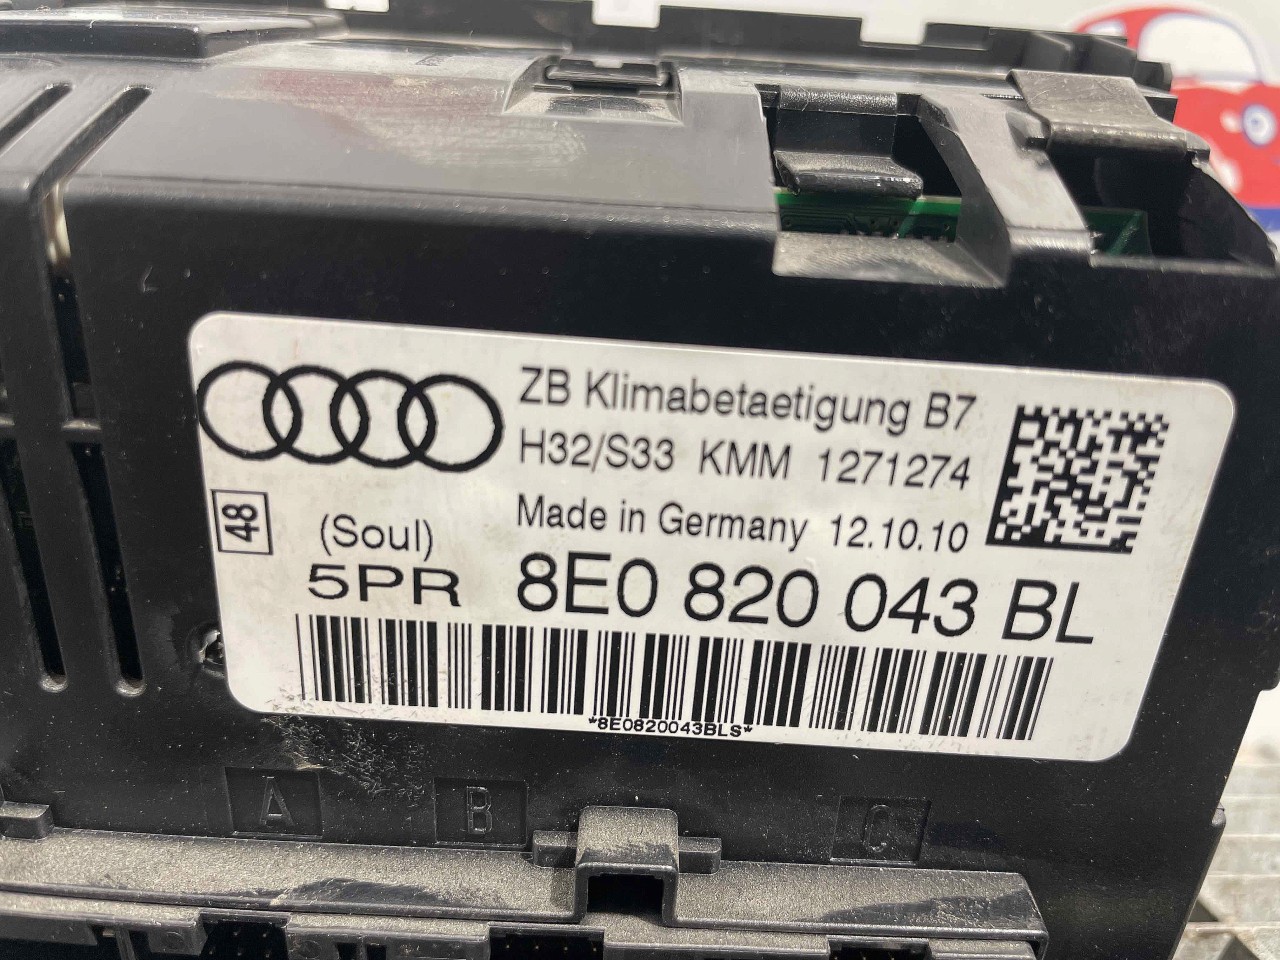 ZB Klimabetaetigung B7
H32/S33 KMM 1271274
Made in Germany 12.10.10
48
(Soul)
5PR 8E0 820 043 BL
*8E0820043BLS*
A B C